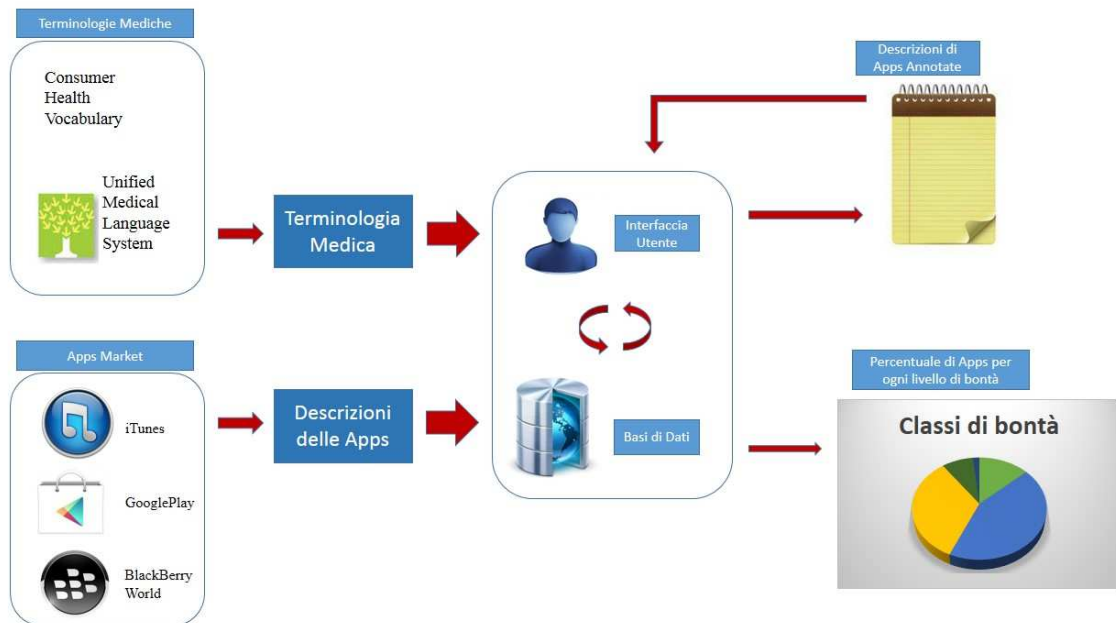 Terminologie Mediche
Consumer
Health
Vocabulary
Unified
Medical
Language
System
Terminologia
Medica
Interfaccia
Utente
Descrizioni di
Apps Annotate
Apps Market
iTunes
GooglePlay
BlackBerry
World
Descrizioni
delle Apps
Basi di Dati
Percentuale di Apps per
ogni livello di bontà
Classi di bontà